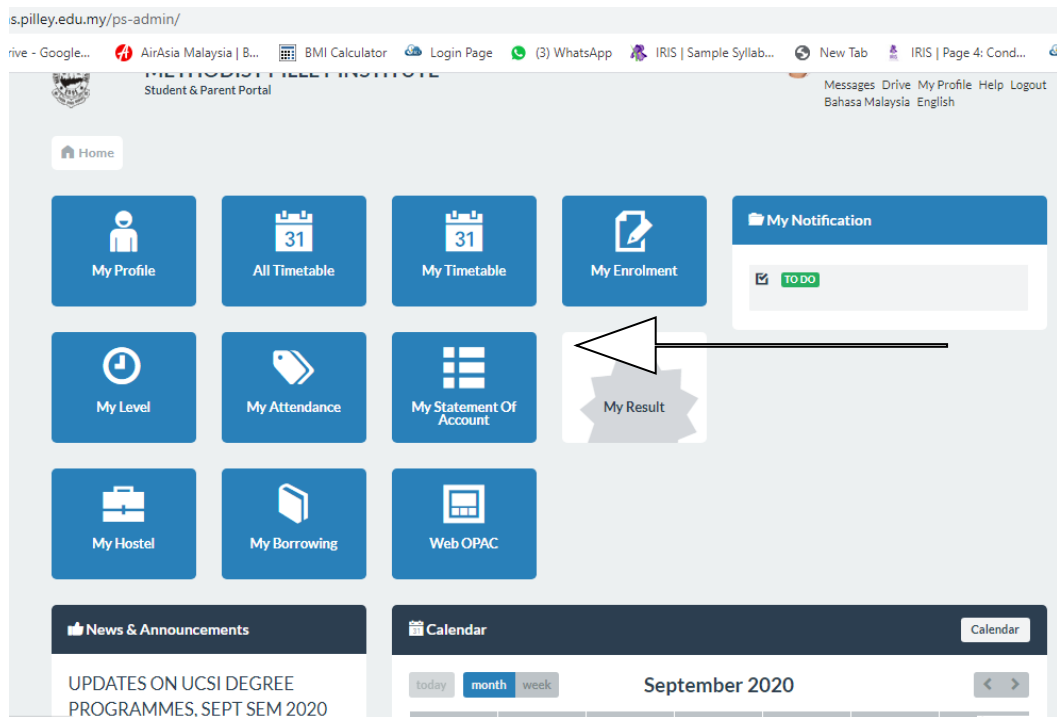 s.pilley.edu.my/ps-admin/
rive - Google... AirAsia Malaysia | B... BMI Calculator Login Page (3) WhatsApp IRIS | Sample Syllab... New Tab IRIS | Page 4: Cond...
METHODIST PILLEY INSTITUTE
Student & Parent Portal
Messages Drive My Profile Help Logout
Bahasa Malaysia English
Home
My Profile
31
All Timetable
31
My Timetable
My Enrolment
My Notification
TO DO
My Level
My Attendance
My Statement Of
Account
My Result
My Hostel
My Borrowing
Web OPAC
News & Announcements
UPDATES ON UCSI DEGREE
PROGRAMMES, SEPT SEM 2020
Calendar
Calendar
today month week September 2020 < >